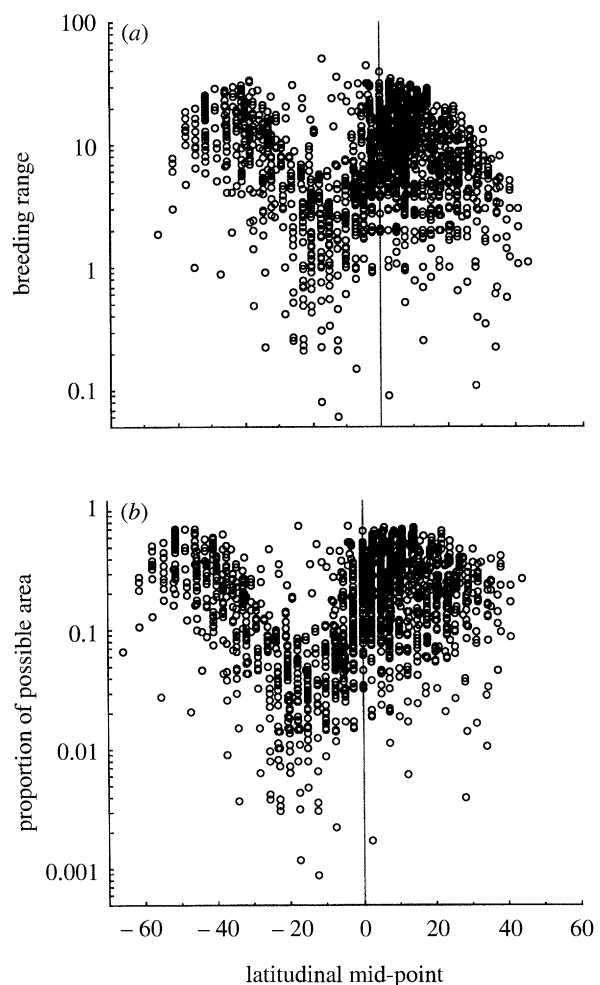 100
(a)
10
1
0.1
breeding range
1
(b)
0.1
0.01
0.001
proportion of possible area
– 60 – 40 – 20 0 20 40 60
latitudinal mid-point